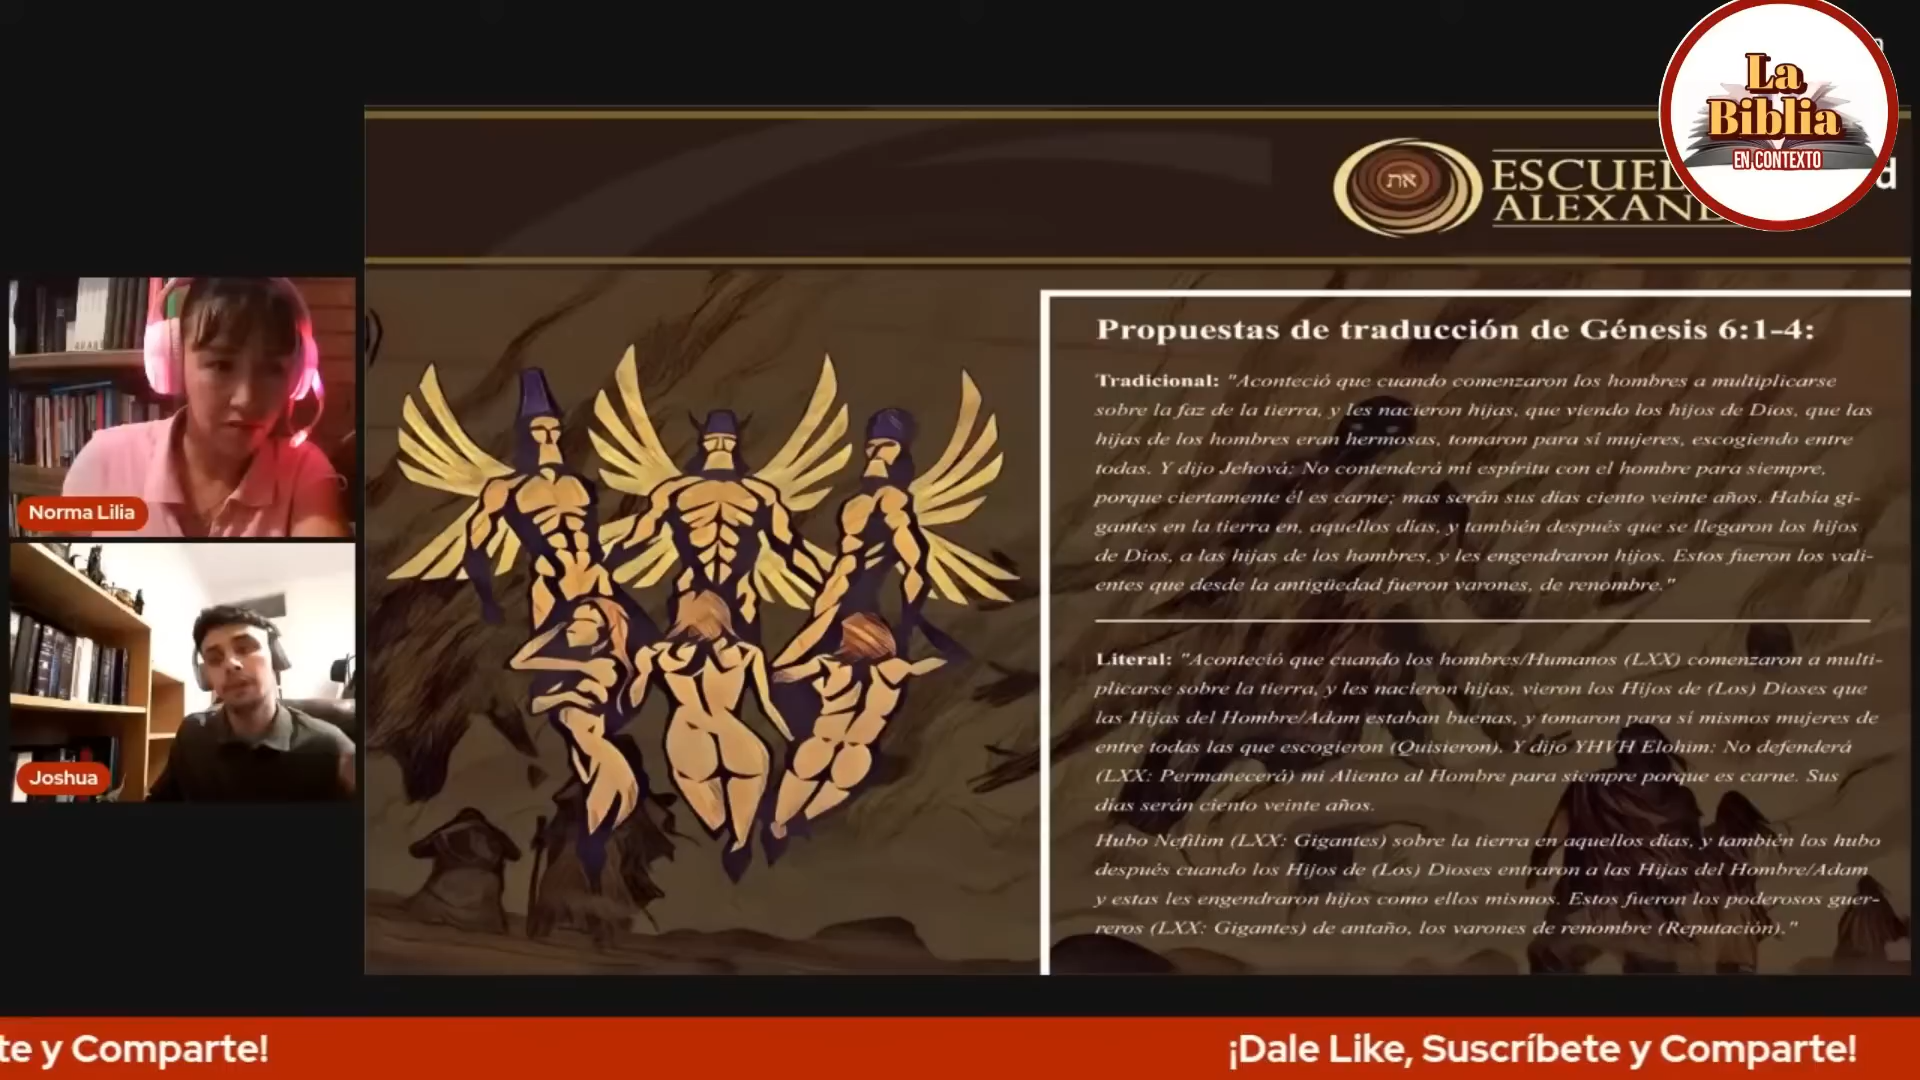 La
Biblia
EN CONTEXTO
את
ESCUEL
ALEXAN
d
Norma Lilia
Joshua
Propuestas de traducción de Génesis 6:1-4:
Tradicional: "Aconteció que cuando comenzaron los hombres a multiplicarse
sobre la faz de la tierra, y les nacieron hijas, que viendo los hijos de Dios, que las
hijas de los hombres eran hermosas, tomaron para sí mujeres, escogiendo entre
todas. Y dijo Jehová: No contenderá mi espíritu con el hombre para siempre,
porque ciertamente él es carne; mas serán sus días ciento veinte años. Había gi-
gantes en la tierra en, aquellos días, y también después que se llegaron los hijos
de Dios, a las hijas de los hombres, y les engendraron hijos. Estos fueron los vali-
entes que desde la antigüedad fueron varones, de renombre."
Literal: "Aconteció que cuando los hombres/Humanos (LXX) comenzaron a multi-
plicarse sobre la tierra, y les nacieron hijas, vieron los Hijos de (Los) Dioses que
las Hijas del Hombre/Adam estaban buenas, y tomaron para sí mismos mujeres de
entre todas las que escogieron (Quisieron). Y dijo YHVH Elohim: No defenderá
(LXX: Permanecerá) mi Aliento al Hombre para siempre porque es carne. Sus
días serán ciento veinte años.
Hubo Nefilim (LXX: Gigantes) sobre la tierra en aquellos días, y también los hubo
después cuando los Hijos de (Los) Dioses entraron a las Hijas del Hombre/Adam
y estas les engendraron hijos como ellos mismos. Estos fueron los poderosos guer-
reros (LXX: Gigantes) de antaño, los varones de renombre (Reputación)."
te y Comparte!
¡Dale Like, Suscríbete y Comparte!